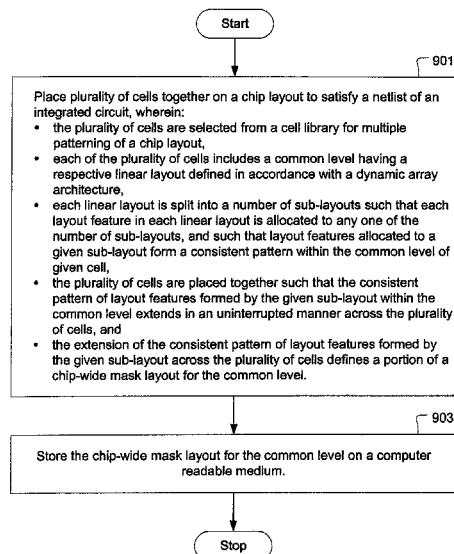 Start
901
Place plurality of cells together on a chip layout to satisfy a netlist of an
integrated circuit, wherein:
• the plurality of cells are selected from a cell library for multiple
patterning of a chip layout,
• each of the plurality of cells includes a common level having a
respective linear layout defined in accordance with a dynamic array
architecture,
• each linear layout is split into a number of sub-layouts such that each
layout feature in each linear layout is allocated to any one of the
number of sub-layouts, and such that layout features allocated to a
given sub-layout form a consistent pattern within the common level of
given cell,
• the plurality of cells are placed together such that the consistent
pattern of layout features formed by the given sub-layout within the
common level extends in an uninterrupted manner across the plurality
of cells, and
• the extension of the consistent pattern of layout features formed by
the given sub-layout across the plurality of cells defines a portion of a
chip-wide mask layout for the common level.
903
Store the chip-wide mask layout for the common level on a computer
readable medium.
Stop